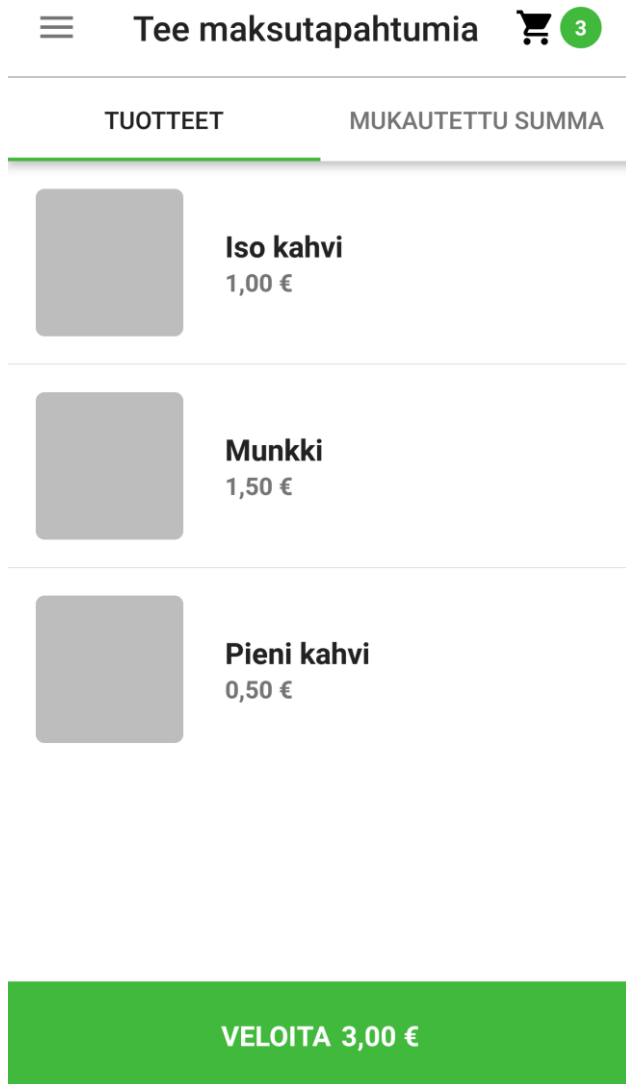 Tee maksutapahtumia 3
TUOTTEET MUKAUTETTU SUMMA
Iso kahvi
1,00 €
Munkki
1,50 €
Pieni kahvi
0,50 €
VELOITA 3,00 €